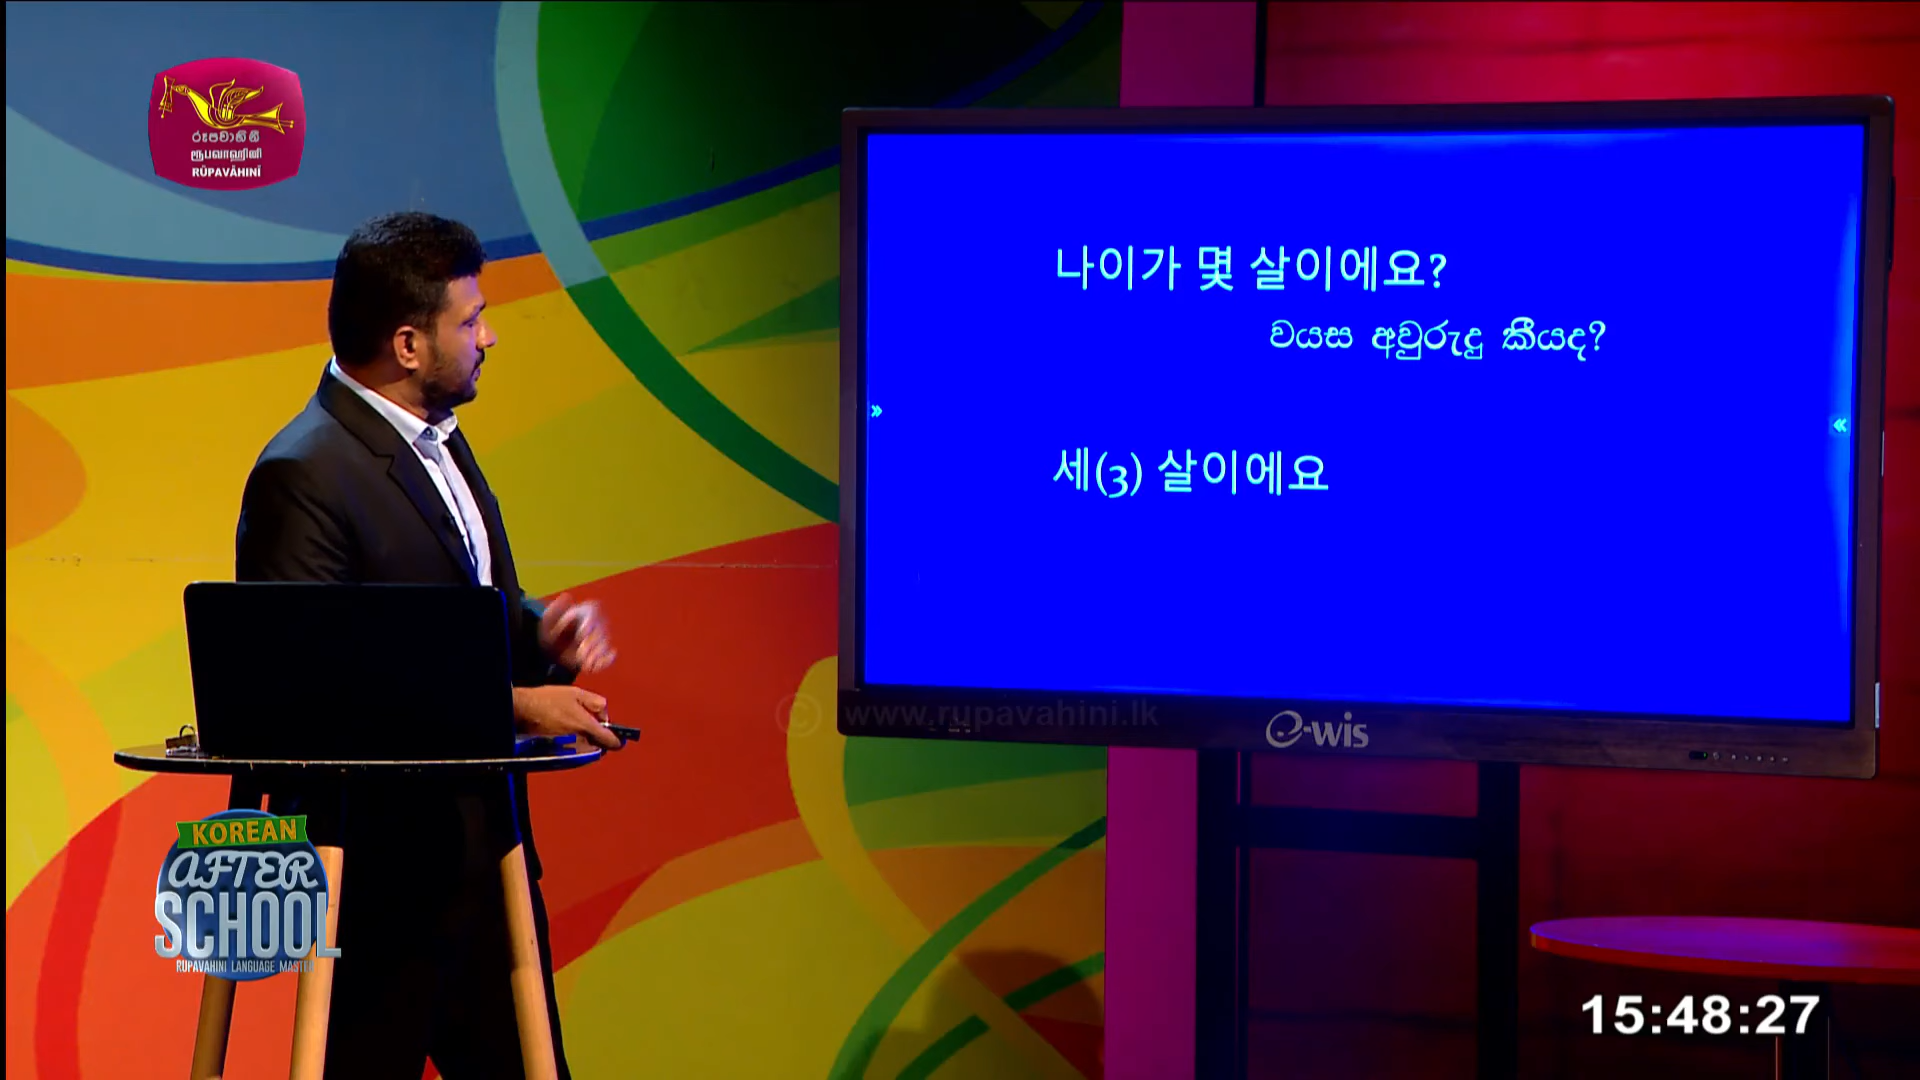 රූපවාහිනී
ரூபவாஹினி
RŪPAVĀHINĪ
나이가 몇 살이에요?
වයස අවුරුදු කීයද?
»
«
세(3) 살이에요
© www.rupavahini.lk
e-wis
KOREAN
AFTER
SCHOOL
RUPAVAHINI LANGUAGE MASTER
15:48:27